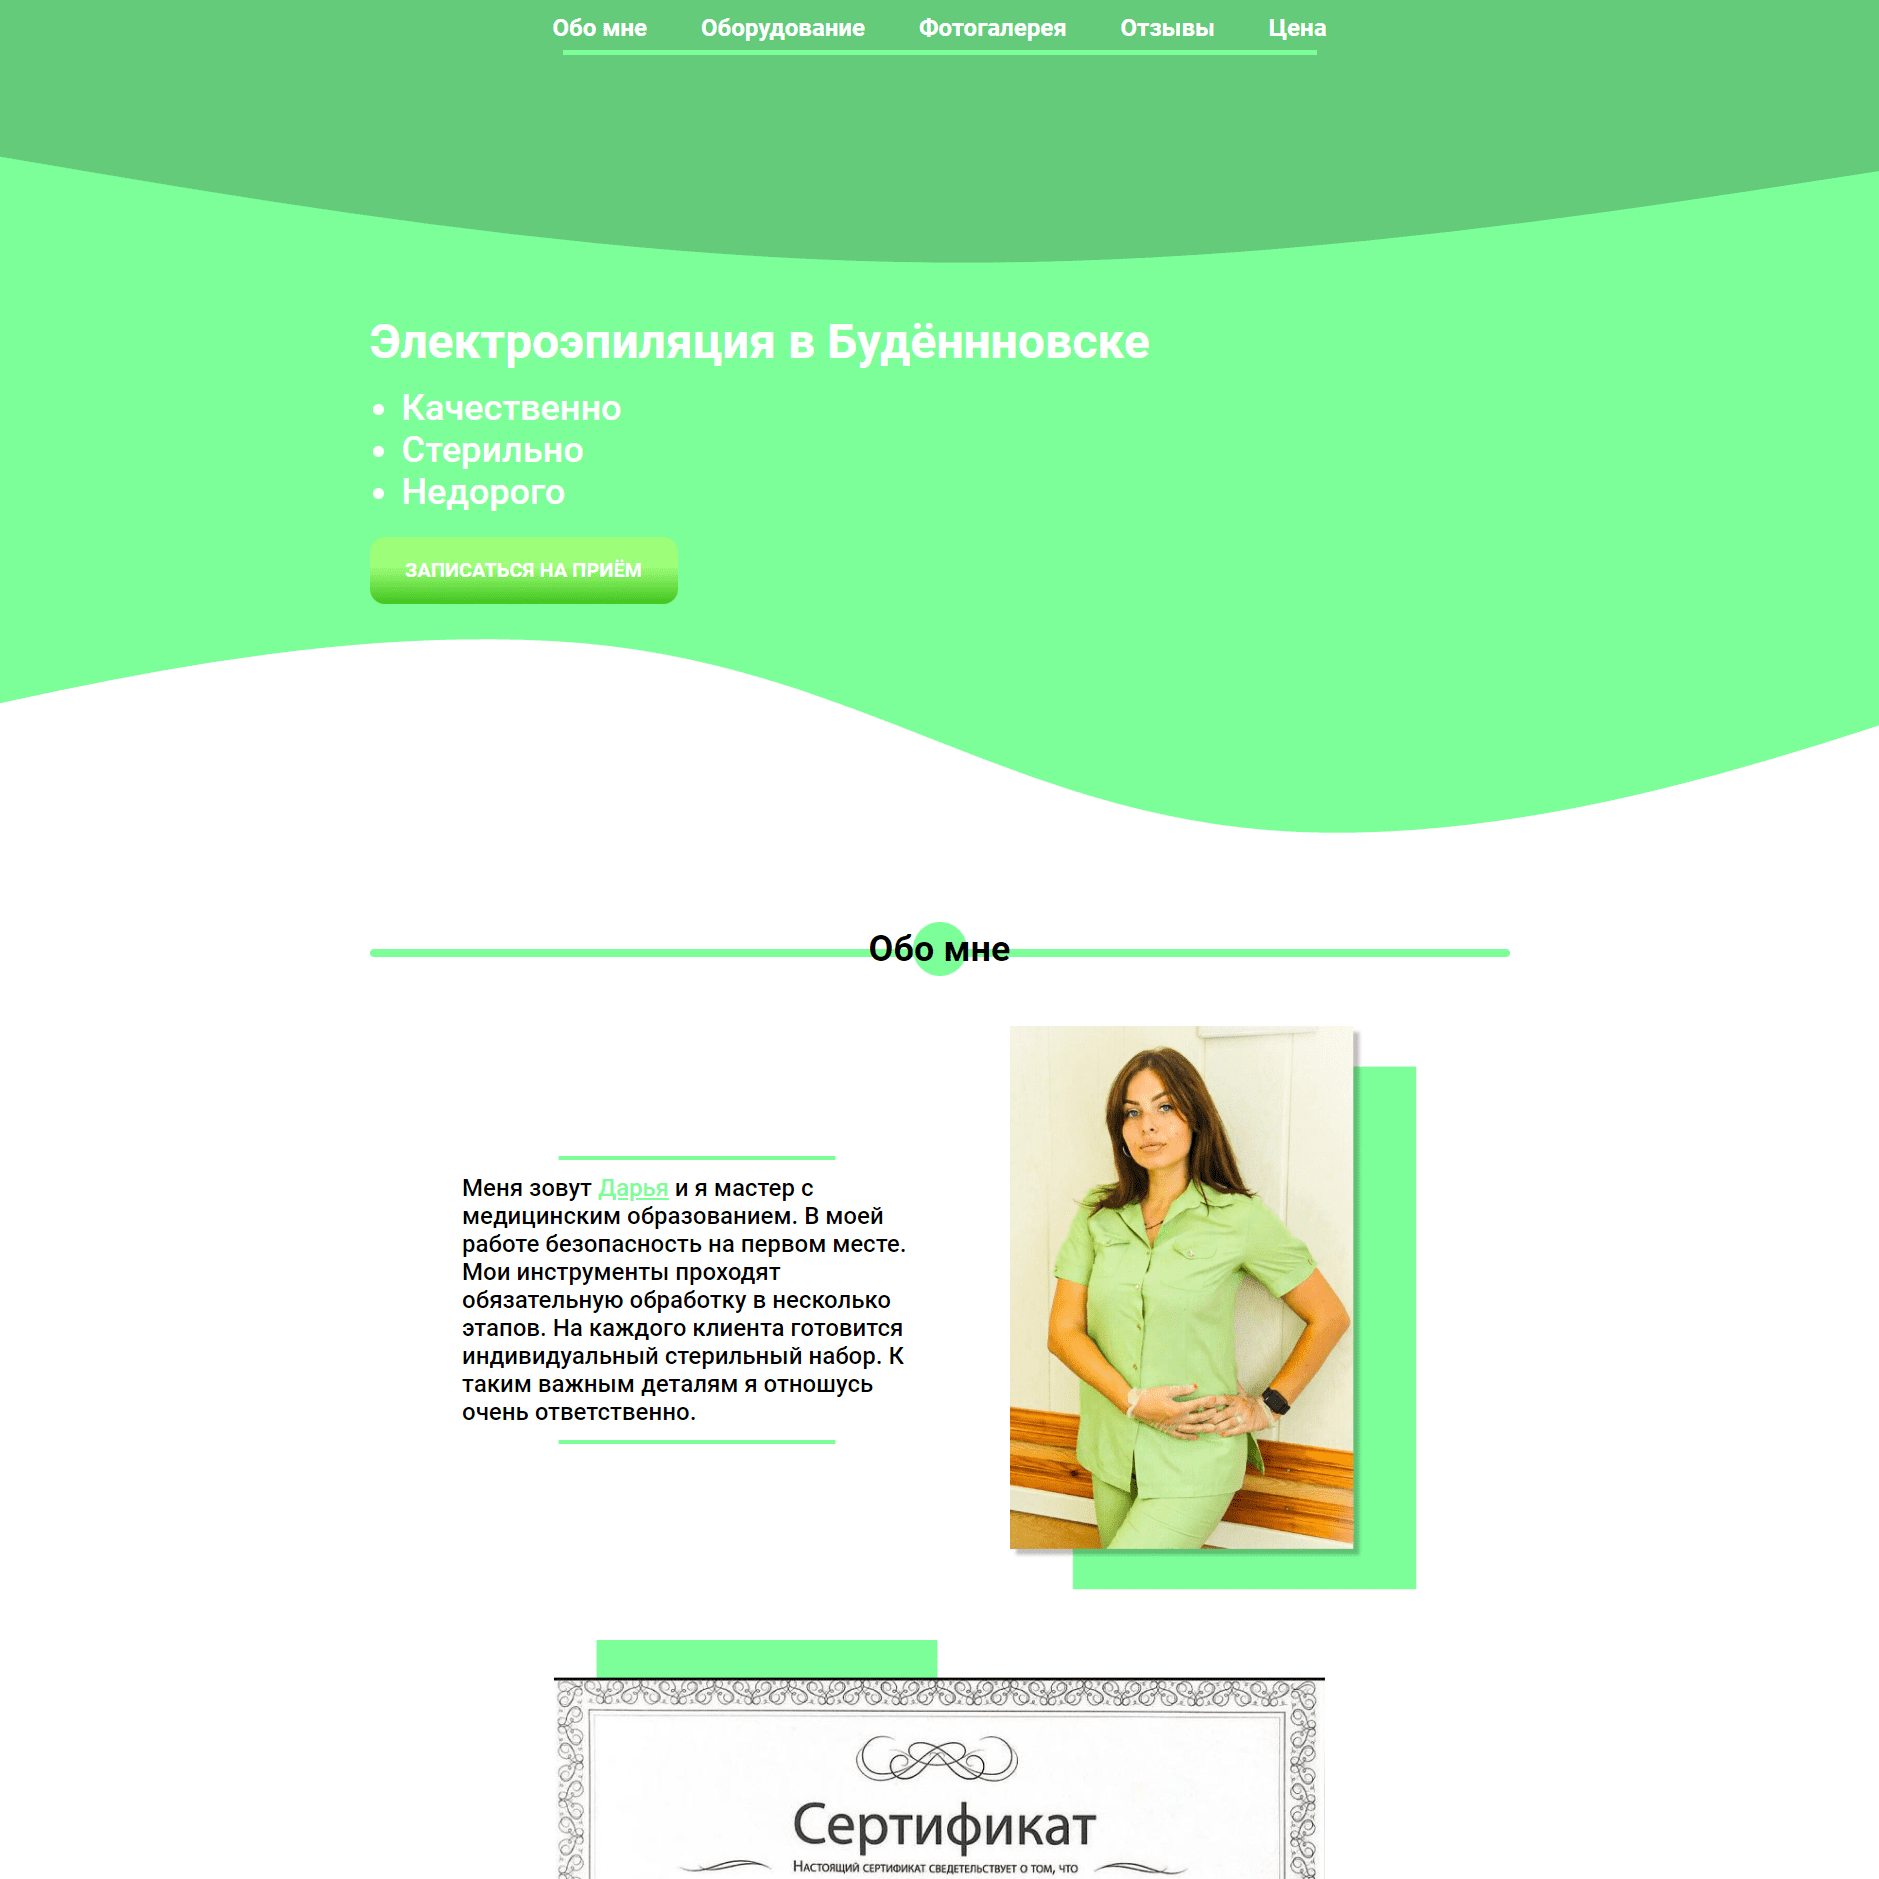 Обо мне Оборудование Фотогалерея Отзывы Цена
Электроэпиляция в Будённновске
Качественно
Стерильно
Недорого
ЗАПИСАТЬСЯ НА ПРИЁМ
Обо мне
Меня зовут Дарья и я мастер с
медицинским образованием. В моей
работе безопасность на первом месте.
Мои инструменты проходят
обязательную обработку в несколько
этапов. На каждого клиента готовится
индивидуальный стерильный набор. К
таким важным деталям я отношусь
очень ответственно.
Сертификат
Настоящий сертификат свидетельствует о том, что